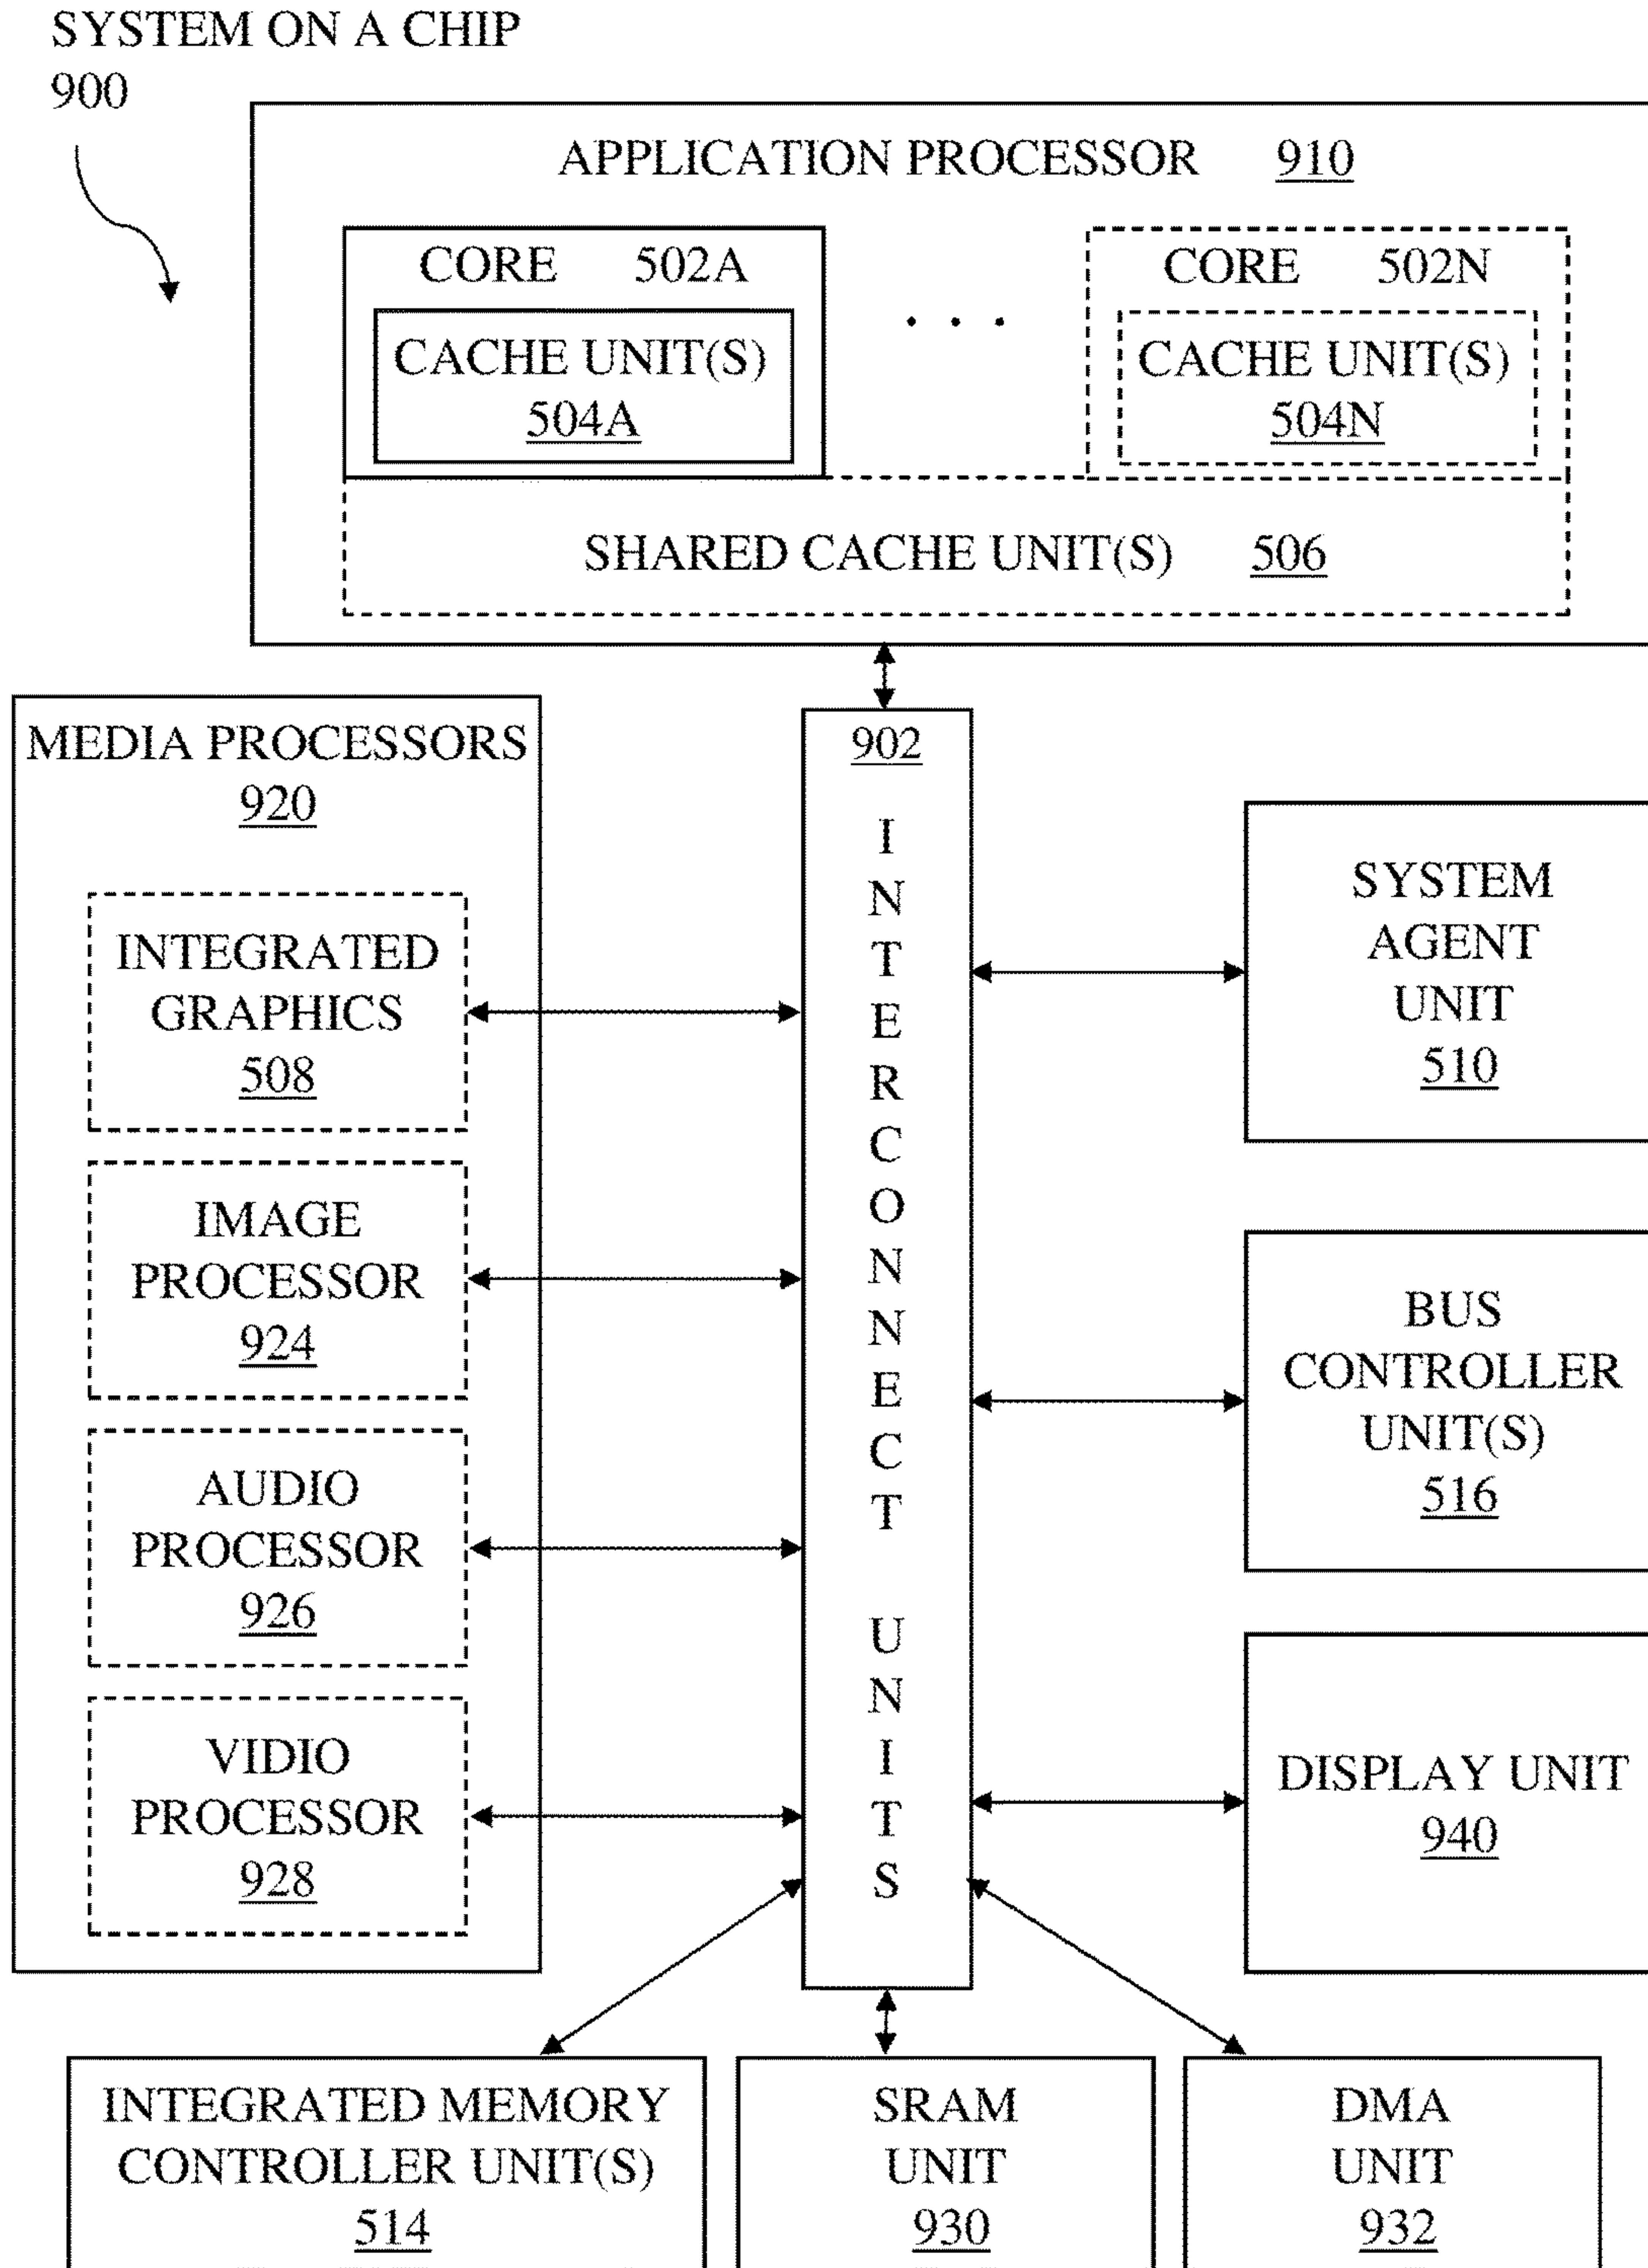 SYSTEM ON A CHIP
900
APPLICATION PROCESSOR 910
CORE 502A
CACHE UNIT(S)
504A
. . .
CORE 502N
CACHE UNIT(S)
504N
SHARED CACHE UNIT(S) 506
MEDIA PROCESSORS
920
INTEGRATED
GRAPHICS
508
IMAGE
PROCESSOR
924
AUDIO
PROCESSOR
926
VIDIO
PROCESSOR
928
902
INTERCONNECT UNITS
SYSTEM
AGENT
UNIT
510
BUS
CONTROLLER
UNIT(S)
516
DISPLAY UNIT
940
INTEGRATED MEMORY
CONTROLLER UNIT(S)
514
SRAM
UNIT
930
DMA
UNIT
932